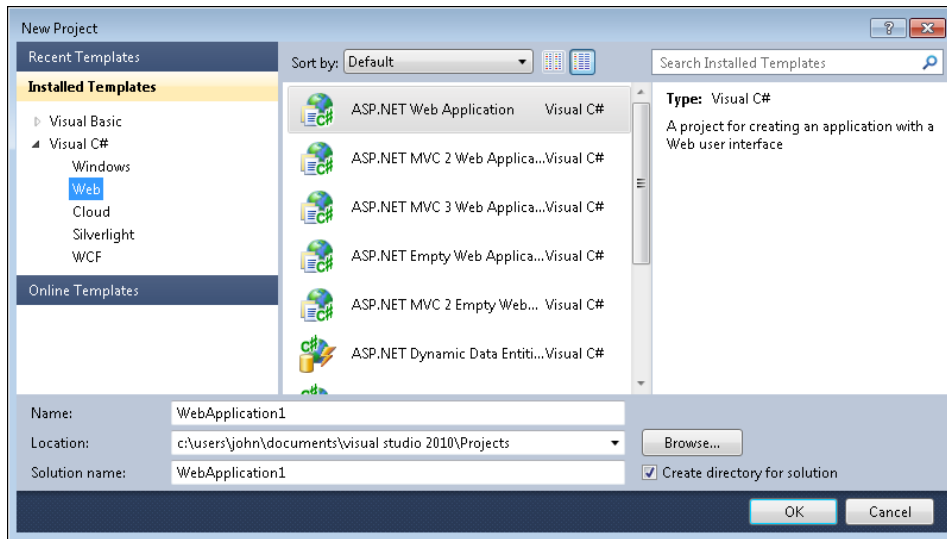 New Project
Recent Templates
Installed Templates
Visual Basic
Visual C#
Windows
Web
Cloud
Silverlight
WCF
Online Templates
Sort by: Default
ASP.NET Web Application Visual C#
ASP.NET MVC 2 Web Applica...Visual C#
ASP.NET MVC 3 Web Applica...Visual C#
ASP.NET Empty Web Applica...Visual C#
ASP.NET MVC 2 Empty Web... Visual C#
ASP.NET Dynamic Data Entiti...Visual C#
Search Installed Templates
Type: Visual C#
A project for creating an application with a
Web user interface
Name: WebApplication1
Location: c:\users\john\documents\visual studio 2010\Projects
Browse...
Solution name: WebApplication1
Create directory for solution
OK Cancel